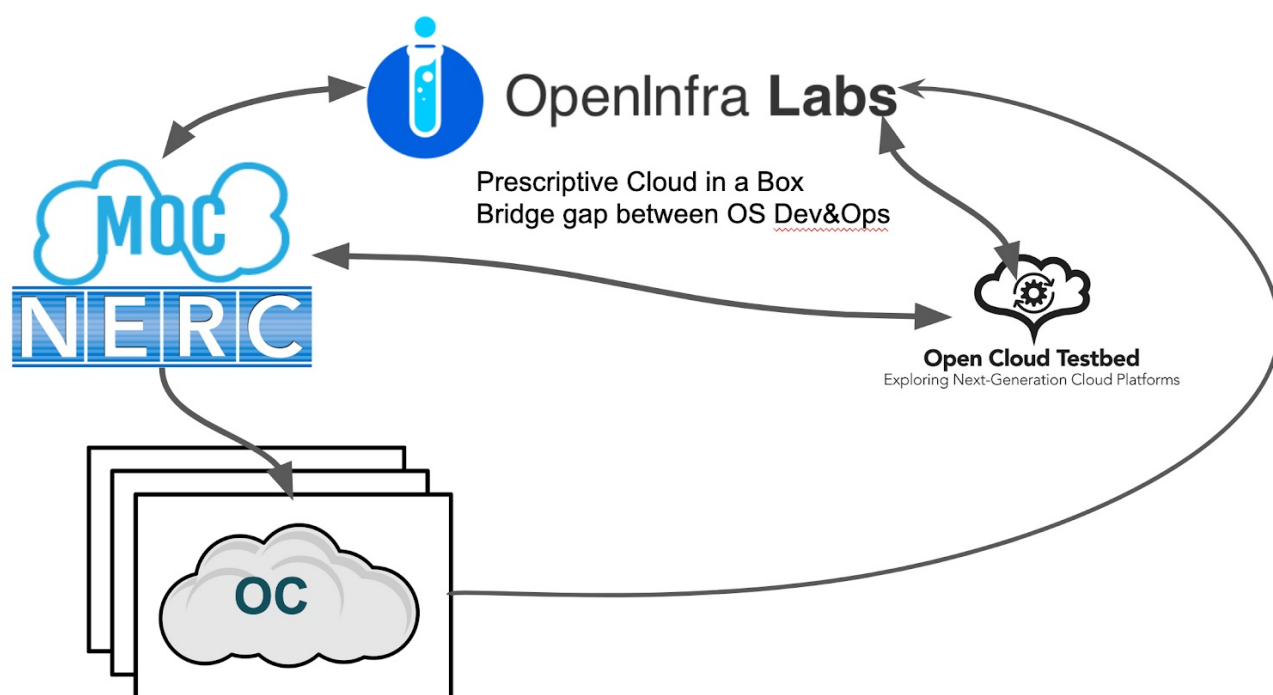 OpenInfra Labs
Prescriptive Cloud in a Box
Bridge gap between OS Dev&Ops
MOC
NERC
Open Cloud Testbed
Exploring Next-Generation Cloud Platforms
OC